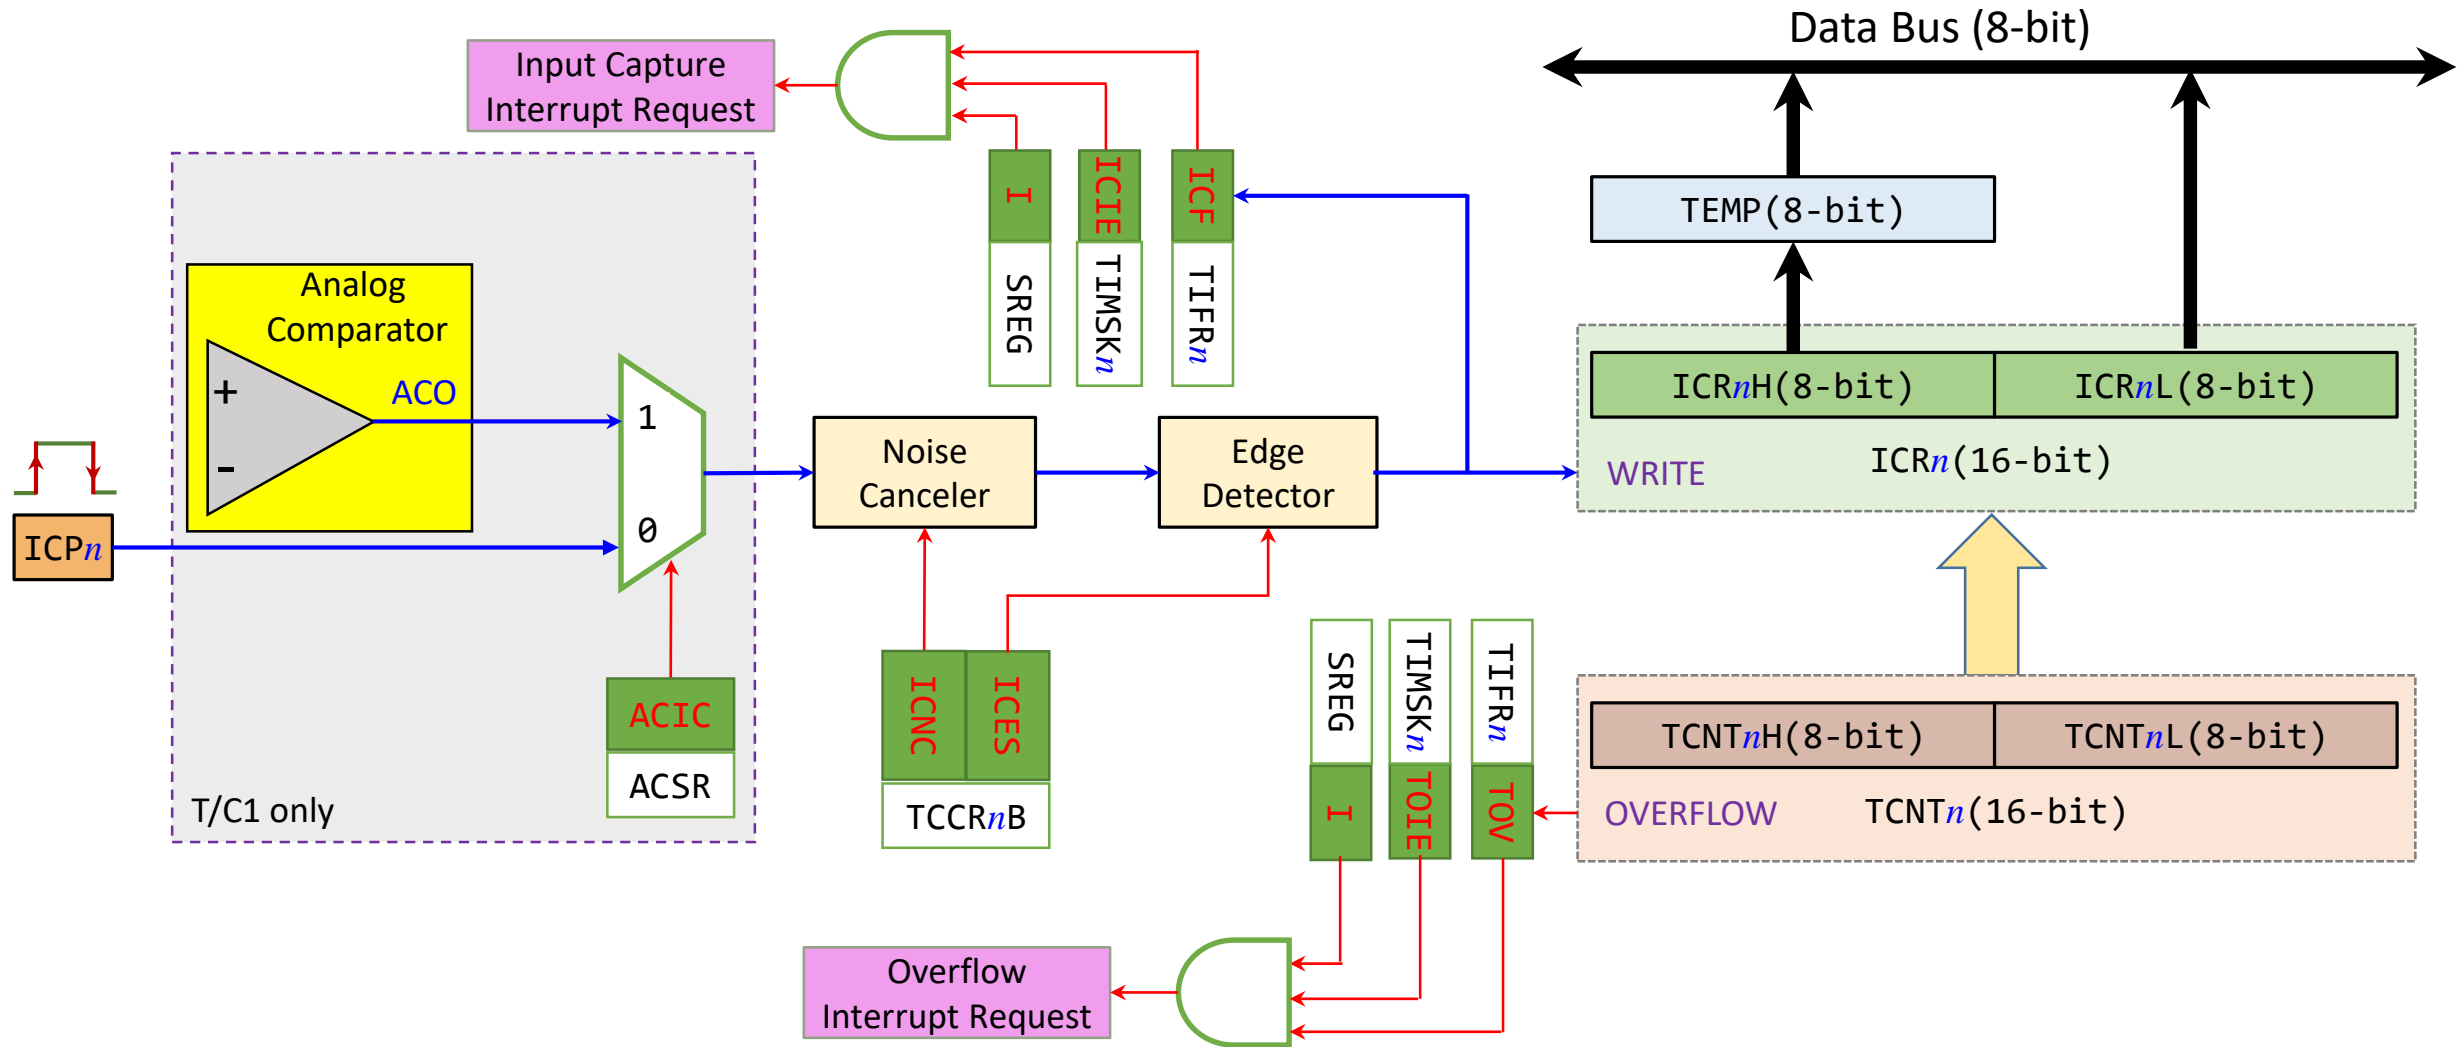 Data Bus (8-bit)
Input Capture
Interrupt Request
I
ICIE
ICF
SREG
TIMSKn
TIFRn
TEMP(8-bit)
Analog
Comparator
+
-
ACO
1
0
ICPn
Noise
Canceler
Edge
Detector
ICRnH(8-bit)
ICRnL(8-bit)
WRITE
ICRn(16-bit)
ACIC
ACSR
T/C1 only
ICNC
ICES
TCCRnB
SREG
TIMSKn
TIFRn
I
TOIE
TOV
TCNTnH(8-bit)
TCNTnL(8-bit)
OVERFLOW
TCNTn(16-bit)
Overflow
Interrupt Request